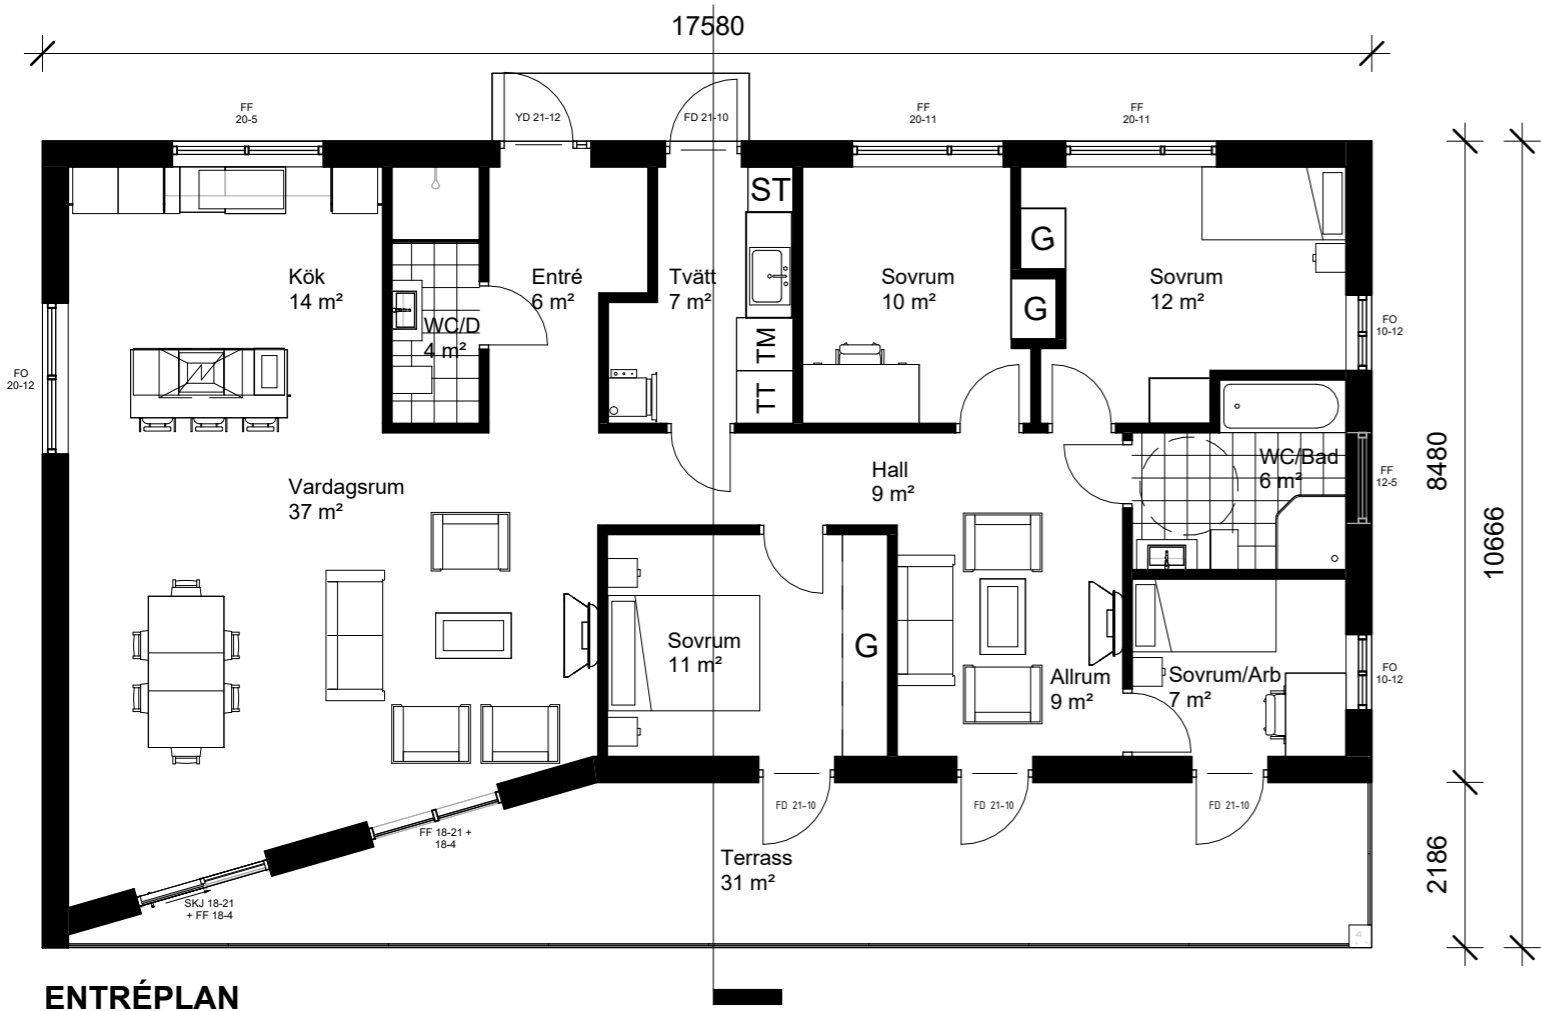 17580
FF
20-5
YD 21-12
FD 21-10
FF
20-11
FF
20-11
ST
Kök
14 m²
Entré
6 m²
Tvätt
7 m²
Sovrum
10 m²
G
G
Sovrum
12 m²
WC/D
4 m²
FO
10-12
FO
20-12
TM
TT
Vardagsrum
37 m²
Hall
9 m²
WC/Bad
6 m²
FF
12-5
8480
10666
Sovrum
11 m²
G
Allrum
9 m²
Sovrum/Arb
7 m²
FO
10-12
FD 21-10
FD 21-10
FD 21-10
FF 18-21 +
18-4
Terrass
31 m²
SKJ 18-21
+ FF 18-4
2186
ENTRÉPLAN